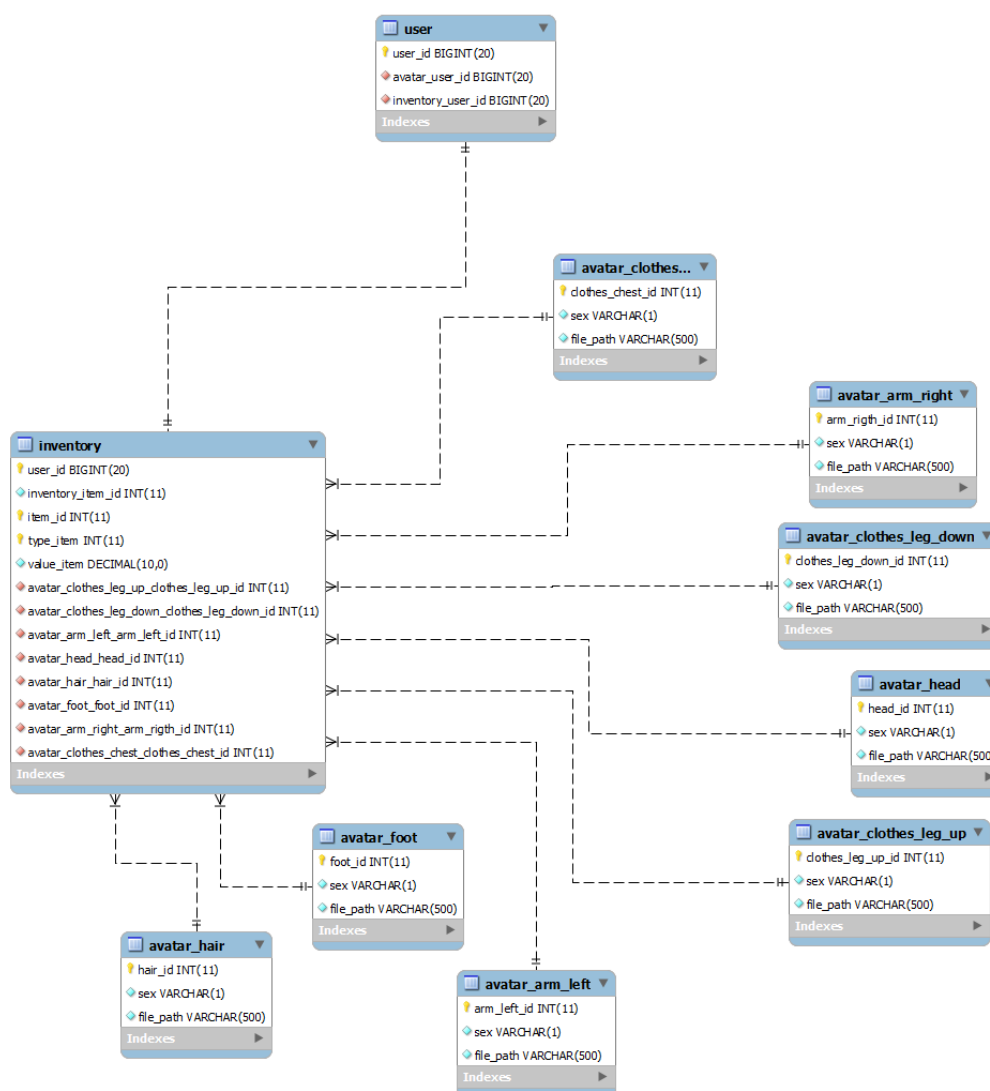 user
user_id BIGINT(20)
avatar_user_id BIGINT(20)
inventory_user_id BIGINT(20)
Indexes
avatar_clothes...
clothes_chest_id INT(11)
sex VARCHAR(1)
file_path VARCHAR(500)
Indexes
avatar_arm_right
arm_rigth_id INT(11)
sex VARCHAR(1)
file_path VARCHAR(500)
Indexes
inventory
user_id BIGINT(20)
inventory_item_id INT(11)
item_id INT(11)
type_item INT(11)
value_item DECIMAL(10,0)
avatar_clothes_leg_up_clothes_leg_up_id INT(11)
avatar_clothes_leg_down_clothes_leg_down_id INT(11)
avatar_arm_left_arm_left_id INT(11)
avatar_head_head_id INT(11)
avatar_hair_hair_id INT(11)
avatar_foot_foot_id INT(11)
avatar_arm_right_arm_rigth_id INT(11)
avatar_clothes_chest_clothes_chest_id INT(11)
Indexes
avatar_clothes_leg_down
clothes_leg_down_id INT(11)
sex VARCHAR(1)
file_path VARCHAR(500)
Indexes
avatar_head
head_id INT(11)
sex VARCHAR(1)
file_path VARCHAR(500
Indexes
avatar_clothes_leg_up
clothes_leg_up_id INT(11)
sex VARCHAR(1)
file_path VARCHAR(500)
Indexes
avatar_foot
foot_id INT(11)
sex VARCHAR(1)
file_path VARCHAR(500)
Indexes
avatar_hair
hair_id INT(11)
sex VARCHAR(1)
file_path VARCHAR(500)
Indexes
avatar_arm_left
arm_left_id INT(11)
sex VARCHAR(1)
file_path VARCHAR(500)
Indexes